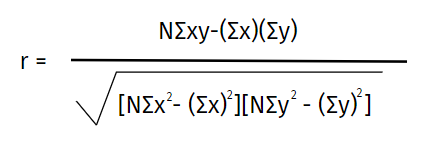 NΣxy-(Σx)(Σy)
r =
√[NΣx²- (Σx)²][NΣy² - (Σy)²]